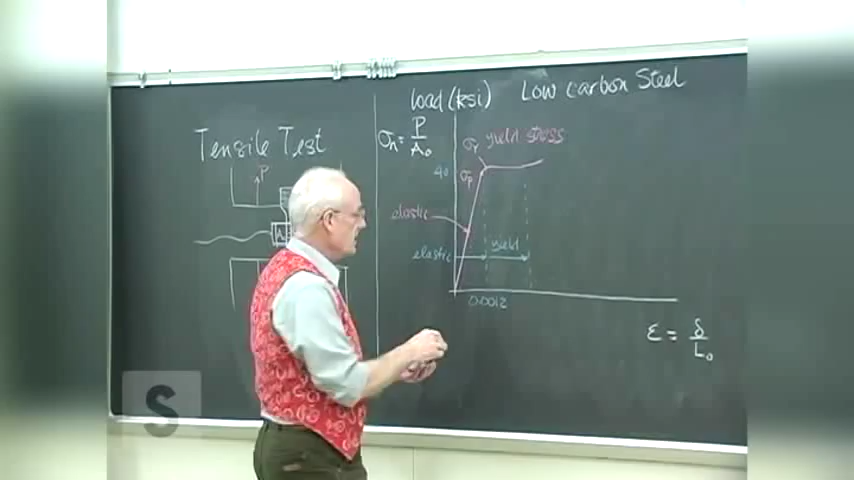 load (ksi) Low carbon Steel
Tensile Test
σn = P
A₀
σy yield stress
P
40
σp
elastic
A
elastic
yield
0.0012
ε = δ
L₀
S